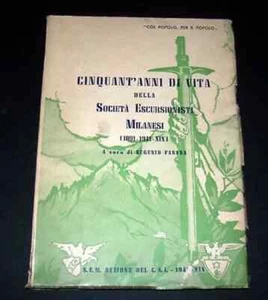 "COL POPOLO, PER IL POPOLO"
CINQUANT'ANNI DI VITA
DELLA
SOCIETÀ ESCURSIONISTI
MILANESI
(1891-1941-XIX)
A cura di EUGENIO FASANA
S.E.M. SEZIONE DEL C.A.I. - 1941-XIX